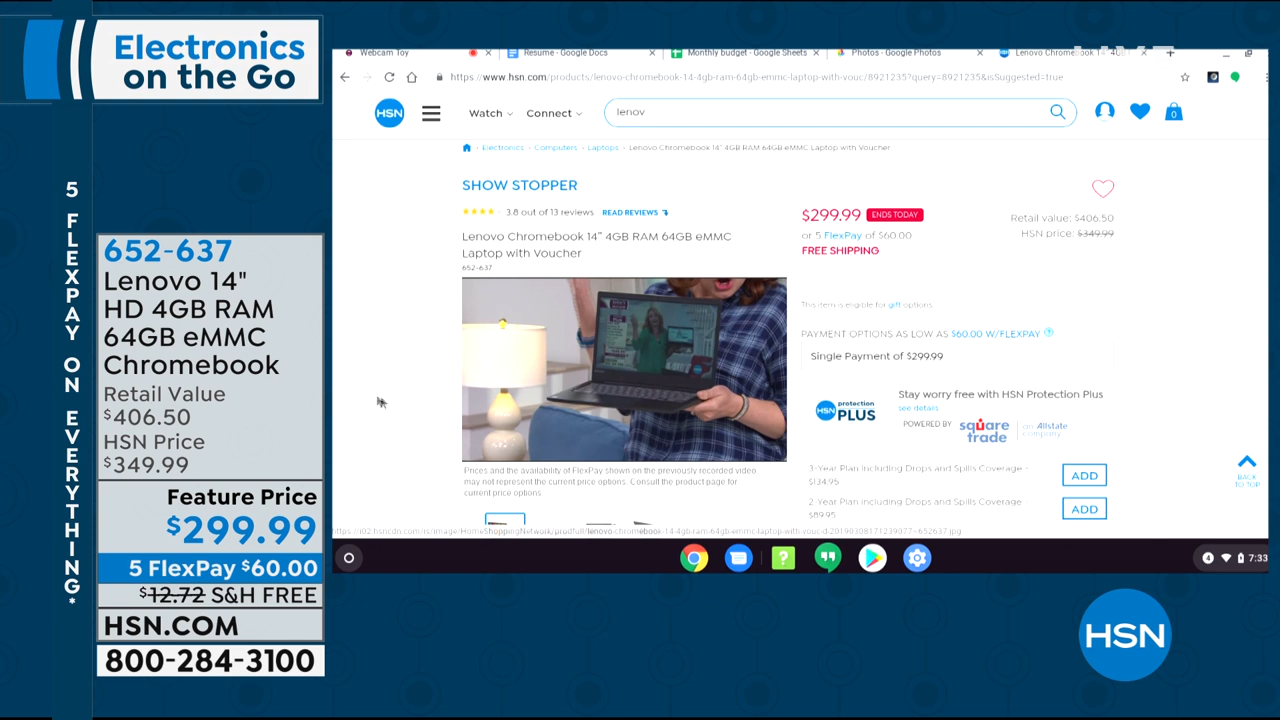 Electronics
on the Go
5 FLEXPAY ON EVERYTHING*
652-637
Lenovo 14"
HD 4GB RAM
64GB eMMC
Chromebook
Retail Value
$406.50
HSN Price
$349.99
Feature Price
$299.99
5 FlexPay $60.00
$12.72 S&H FREE
HSN.COM
800-284-3100
Webcam Toy
Resume - Google Docs
Monthly budget - Google Sheets
Photos - Google Photos
Lenovo Chromebook 14" 4G
https://www.hsn.com/products/lenovo-chromebook-14-4gb-ram-64gb-emmc-laptop-with-vouc/8921235?query=8921235&isSuggested=true
HSN
Watch
Connect
lenov
0
Electronics
Computers
Laptops
Lenovo Chromebook 14" 4GB RAM 64GB eMMC Laptop with Voucher
SHOW STOPPER
3.8 out of 13 reviews READ REVIEWS
Lenovo Chromebook 14" 4GB RAM 64GB eMMC
Laptop with Voucher
652-637
$299.99 ENDS TODAY
or 5 FlexPay of $60.00
FREE SHIPPING
Retail value: $406.50
HSN price: $349.99
This item is eligible for gift options
PAYMENT OPTIONS AS LOW AS $60.00 W/FLEXPAY ?
Single Payment of $299.99
HSN protection PLUS
Stay worry free with HSN Protection Plus
see details
POWERED BY square trade an Allstate company
3-Year Plan Including Drops and Spills Coverage -
$134.95
ADD
2-Year Plan including Drops and Spills Coverage
$89.95
ADD
BACK
TO TOP
Prices and the availability of FlexPay shown on the previously recorded video
may not represent the current price options. Consult the product page for
current price options.
4
7:33
HSN